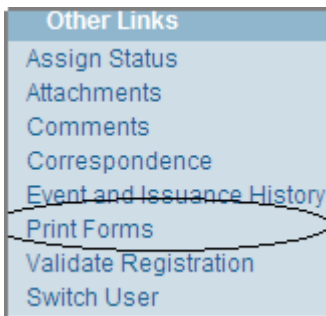 Other Links
Assign Status
Attachments
Comments
Correspondence
Event and Issuance History
Print Forms
Validate Registration
Switch User